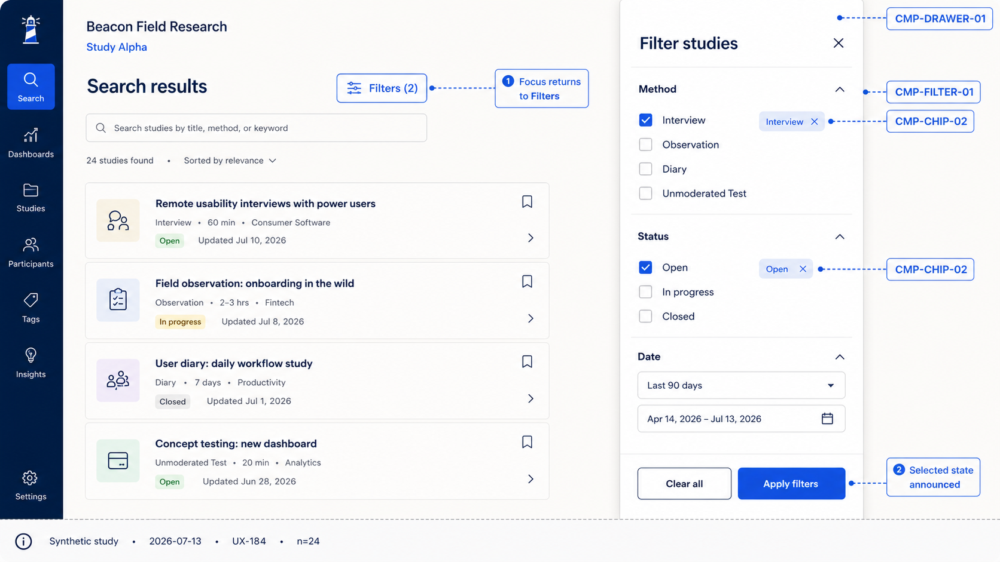 Search
Dashboards
Studies
Participants
Tags
Insights
Settings
Beacon Field Research
Study Alpha
Search results
Filters (2)
1 Focus returns
to Filters
Search studies by title, method, or keyword
24 studies found • Sorted by relevance
Remote usability interviews with power users
Interview • 60 min • Consumer Software
Open Updated Jul 10, 2026
Field observation: onboarding in the wild
Observation • 2–3 hrs • Fintech
In progress Updated Jul 8, 2026
User diary: daily workflow study
Diary • 7 days • Productivity
Closed Updated Jul 1, 2026
Concept testing: new dashboard
Unmoderated Test • 20 min • Analytics
Open Updated Jun 28, 2026
CMP-DRAWER-01
Filter studies
Method
CMP-FILTER-01
Interview Interview CMP-CHIP-02
Observation
Diary
Unmoderated Test
Status
Open Open CMP-CHIP-02
In progress
Closed
Date
Last 90 days
Apr 14, 2026 – Jul 13, 2026
Clear all Apply filters
2 Selected state
announced
Synthetic study • 2026-07-13 • UX-184 • n=24